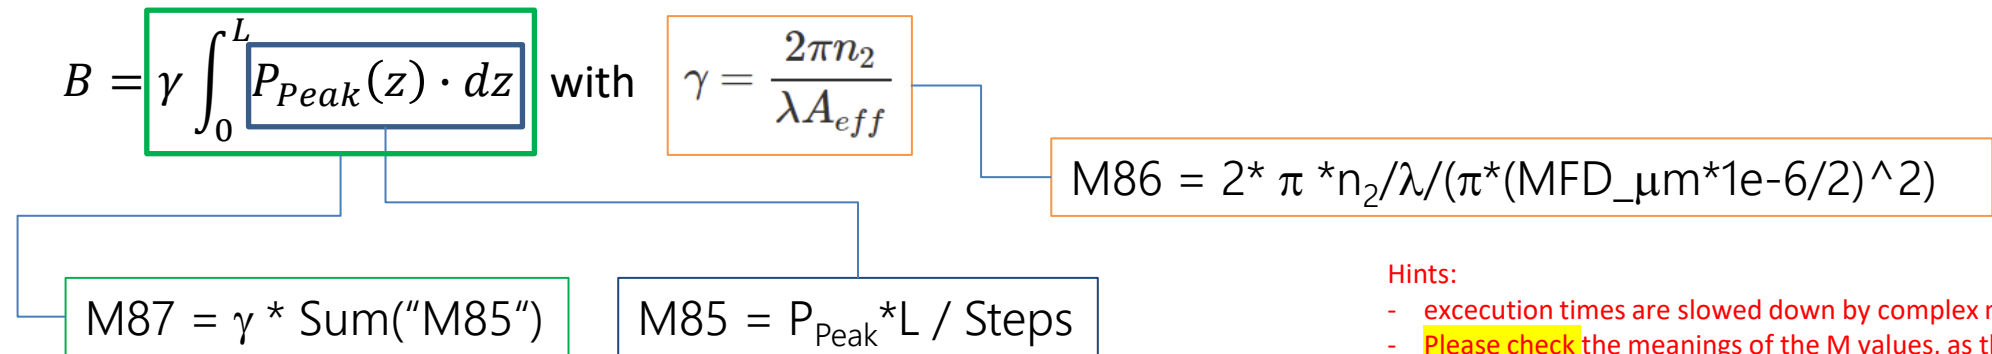 B = γ ∫₀ᴸ P_Peak(z) · dz with γ = 2πn₂ / λA_eff
M86 = 2* π *n₂/λ/(π*(MFD_μm*1e-6/2)^2)
M87 = γ * Sum("M85")
M85 = P_Peak*L / Steps
Hints:
- excecution times are slowed down by complex
- Please check the meanings of the M values, as